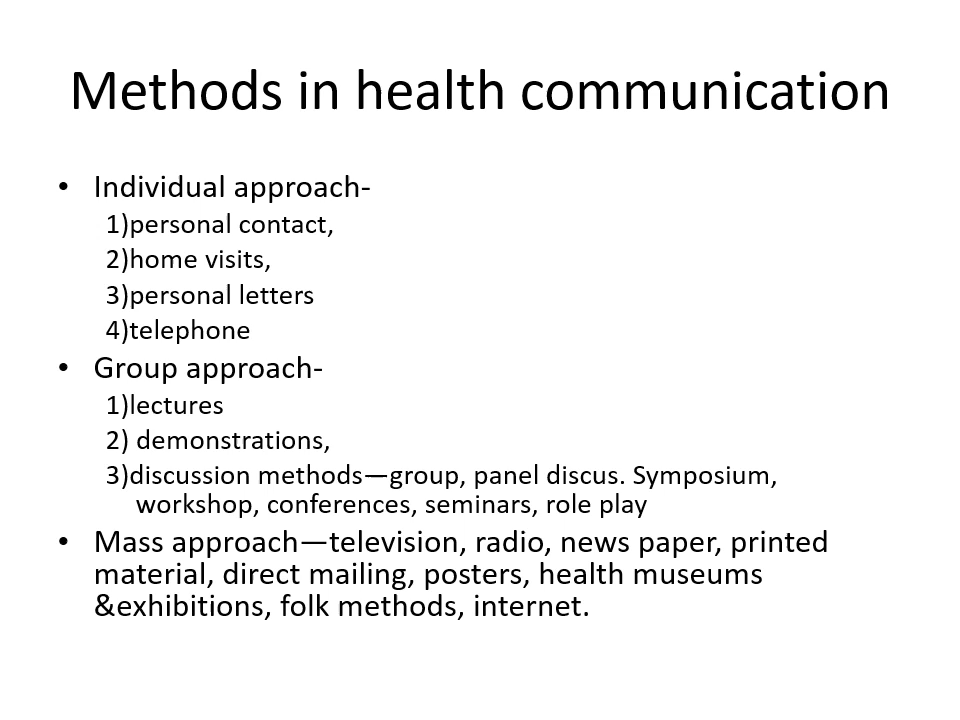 Methods in health communication
• Individual approach-
1)personal contact,
2)home visits,
3)personal letters
4)telephone
• Group approach-
1)lectures
2) demonstrations,
3)discussion methods—group, panel discus. Symposium,
workshop, conferences, seminars, role play
• Mass approach—television, radio, news paper, printed
material, direct mailing, posters, health museums
&exhibitions, folk methods, internet.